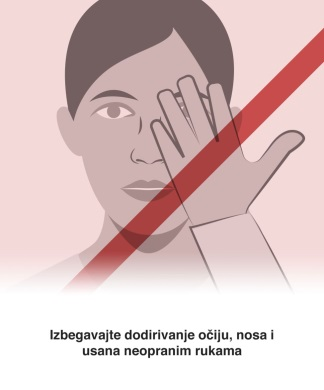 Izbegavajte dodirivanje očiju, nosa i
usana neopranim rukama